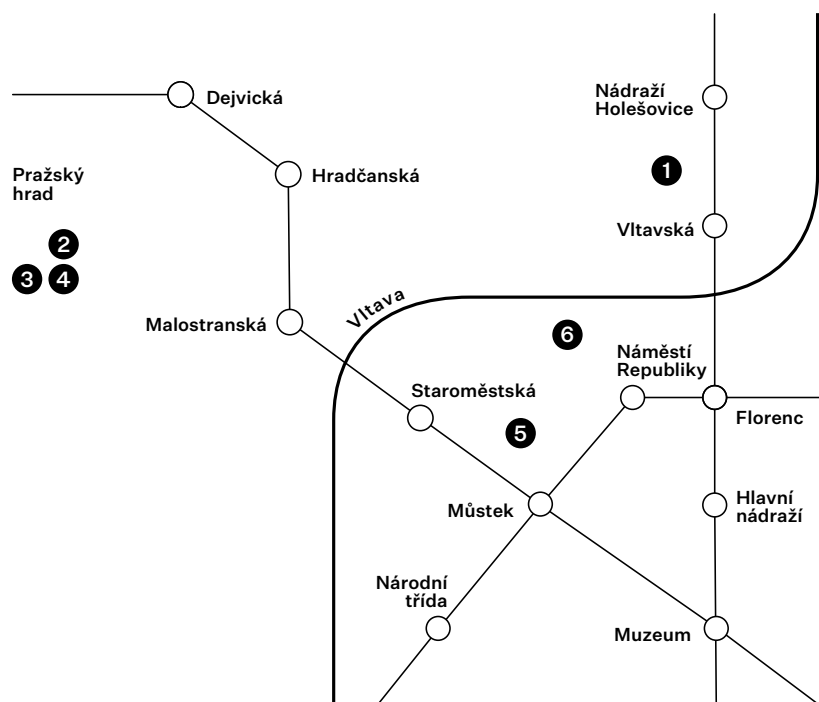 Dejvická
Nádraží
Holešovice
Pražský
hrad
Hradčanská
1
2
3
4
Vltavská
Vltava
Malostranská
6
Náměstí
Republiky
Staroměstská
5
Florenc
Můstek
Hlavní
nádraží
Národní
třída
Muzeum